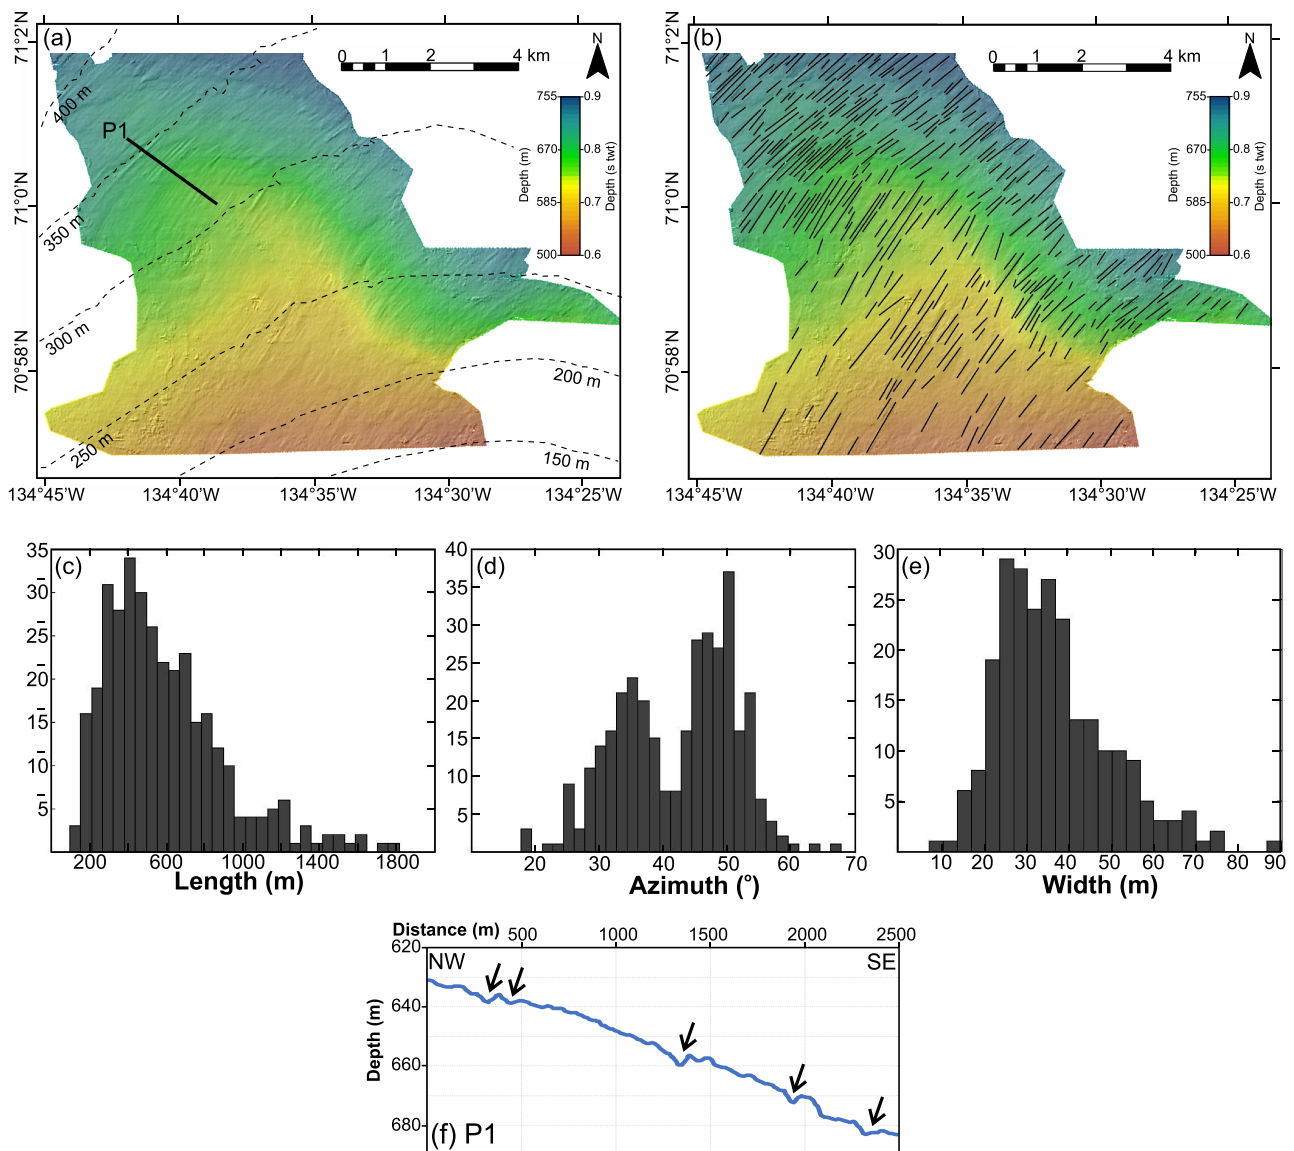 (a)
0 1 2 4 km
N
71°2'N
71°0'N
70°58'N
400 m
P1
350 m
300 m
250 m
200 m
150 m
755 0.9
670 0.8
585 0.7
500 0.6
Depth (m)
Depth (s twt)
134°45'W 134°40'W 134°35'W 134°30'W 134°25'W
(b)
0 1 2 4 km
N
71°2'N
71°0'N
70°58'N
755 0.9
670 0.8
585 0.7
500 0.6
Depth (m)
Depth (s twt)
134°45'W 134°40'W 134°35'W 134°30'W 134°25'W
(c)
35
30
25
20
15
10
5
200 600 1000 1400 1800
Length (m)
(d)
40
35
30
25
20
15
10
5
20 30 40 50 60 70
Azimuth (°)
(e)
30
25
20
15
10
5
10 20 30 40 50 60 70 80 90
Width (m)
Distance (m) 500 1000 1500 2000 2500
620
640
660
680
Depth (m)
NW SE
(f) P1